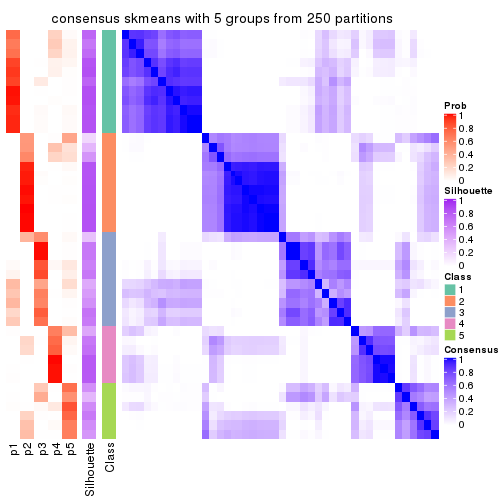 consensus skmeans with 5 groups from 250 partitions
Prob
1
0.8
0.6
0.4
0.2
0
Silhouette
1
0.8
0.6
0.4
0.2
0
Class
1
2
3
4
5
Consensus
1
0.8
0.6
0.4
0.2
0
p1
p2
p3
p4
p5
Silhouette
Class